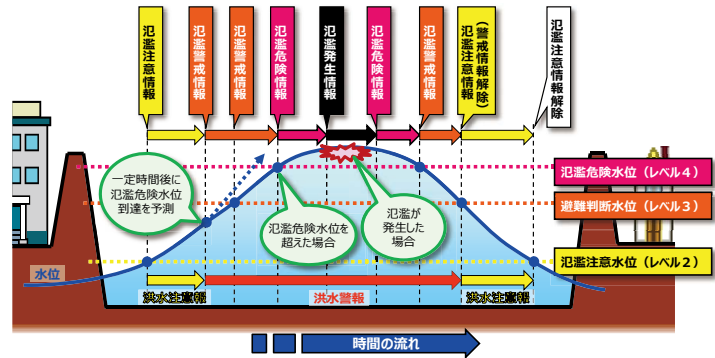 氾濫注意情報
氾濫警戒情報
氾濫警戒情報
氾濫危険情報
氾濫発生情報
氾濫危険情報
氾濫警戒情報
氾濫注意情報
（警戒情報解除）
氾濫注意情報解除
一定時間後に
氾濫危険水位
到達を予測
氾濫危険水位を
超えた場合
氾濫が
発生した
場合
氾濫危険水位（レベル４）
避難判断水位（レベル３）
氾濫注意水位（レベル２）
水位
洪水注意報
洪水警報
洪水注意報
時間の流れ